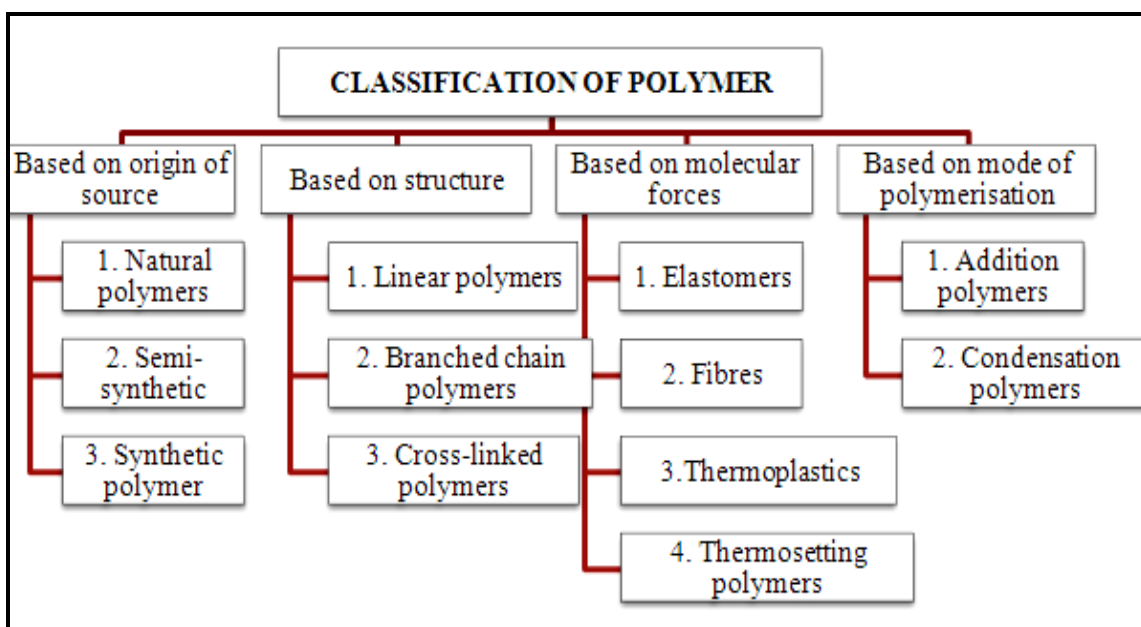 CLASSIFICATION OF POLYMER
Based on origin of
source
1. Natural
polymers
2. Semi-
synthetic
3. Synthetic
polymer
Based on structure
1. Linear polymers
2. Branched chain
polymers
3. Cross-linked
polymers
Based on molecular
forces
1. Elastomers
2. Fibres
3.Thermoplastics
4. Thermosetting
polymers
Based on mode of
polymerisation
1. Addition
polymers
2. Condensation
polymers